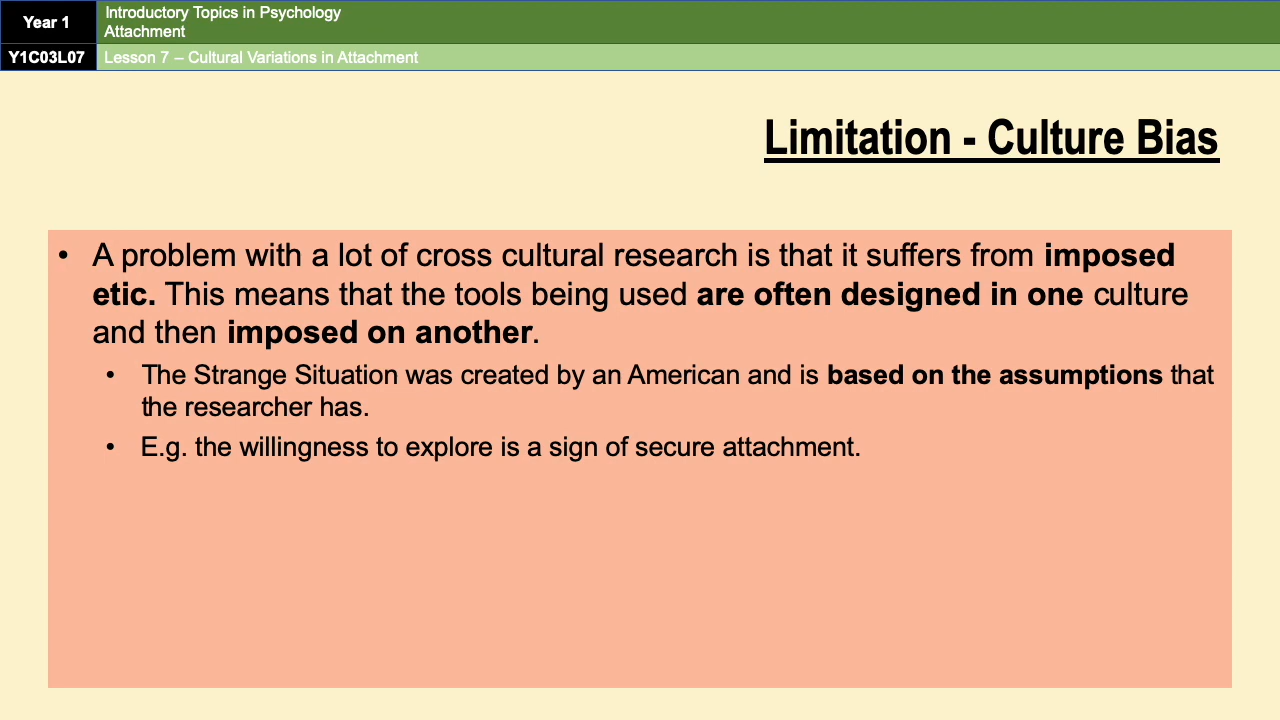 Year 1
Introductory Topics in Psychology
Attachment
Y1C03L07
Lesson 7 – Cultural Variations in Attachment
Limitation - Culture Bias
• A problem with a lot of cross cultural research is that it suffers from imposed
etic. This means that the tools being used are often designed in one culture
and then imposed on another.
• The Strange Situation was created by an American and is based on the assumptions that
the researcher has.
• E.g. the willingness to explore is a sign of secure attachment.